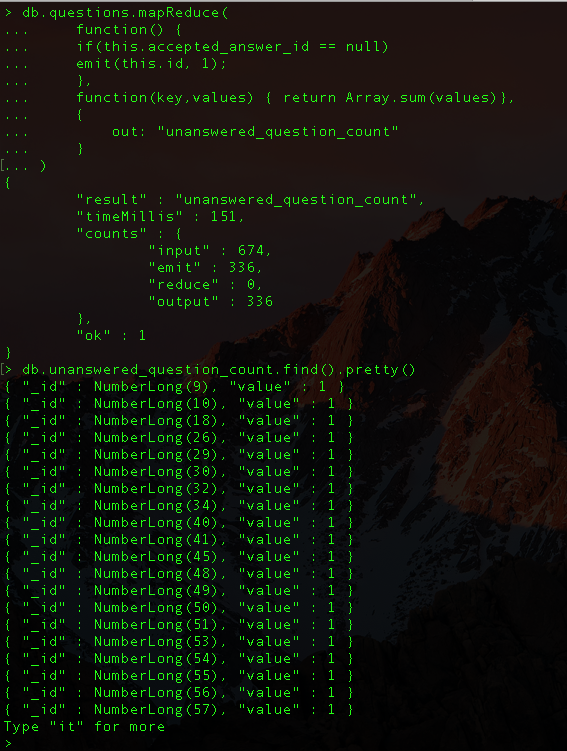 > db.questions.mapReduce(
... function() {
... if(this.accepted_answer_id == null)
... emit(this.id, 1);
... },
... function(key,values) { return Array.sum(values)},
... {
... out: "unanswered_question_count"
... }
[... )
{
"result" : "unanswered_question_count",
"timeMillis" : 151,
"counts" : {
"input" : 674,
"emit" : 336,
"reduce" : 0,
"output" : 336
},
"ok" : 1
}
[> db.unanswered_question_count.find().pretty()
{ "_id" : NumberLong(9), "value" : 1 }
{ "_id" : NumberLong(10), "value" : 1 }
{ "_id" : NumberLong(18), "value" : 1 }
{ "_id" : NumberLong(26), "value" : 1 }
{ "_id" : NumberLong(29), "value" : 1 }
{ "_id" : NumberLong(30), "value" : 1 }
{ "_id" : NumberLong(32), "value" : 1 }
{ "_id" : NumberLong(34), "value" : 1 }
{ "_id" : NumberLong(40), "value" : 1 }
{ "_id" : NumberLong(41), "value" : 1 }
{ "_id" : NumberLong(45), "value" : 1 }
{ "_id" : NumberLong(48), "value" : 1 }
{ "_id" : NumberLong(49), "value" : 1 }
{ "_id" : NumberLong(50), "value" : 1 }
{ "_id" : NumberLong(51), "value" : 1 }
{ "_id" : NumberLong(53), "value" : 1 }
{ "_id" : NumberLong(54), "value" : 1 }
{ "_id" : NumberLong(55), "value" : 1 }
{ "_id" : NumberLong(56), "value" : 1 }
{ "_id" : NumberLong(57), "value" : 1 }
Type "it" for more
>